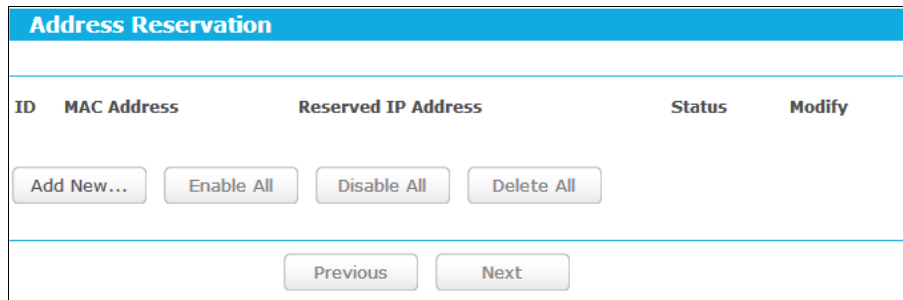 Address Reservation
ID MAC Address Reserved IP Address Status Modify
Add New... Enable All Disable All Delete All
Previous Next